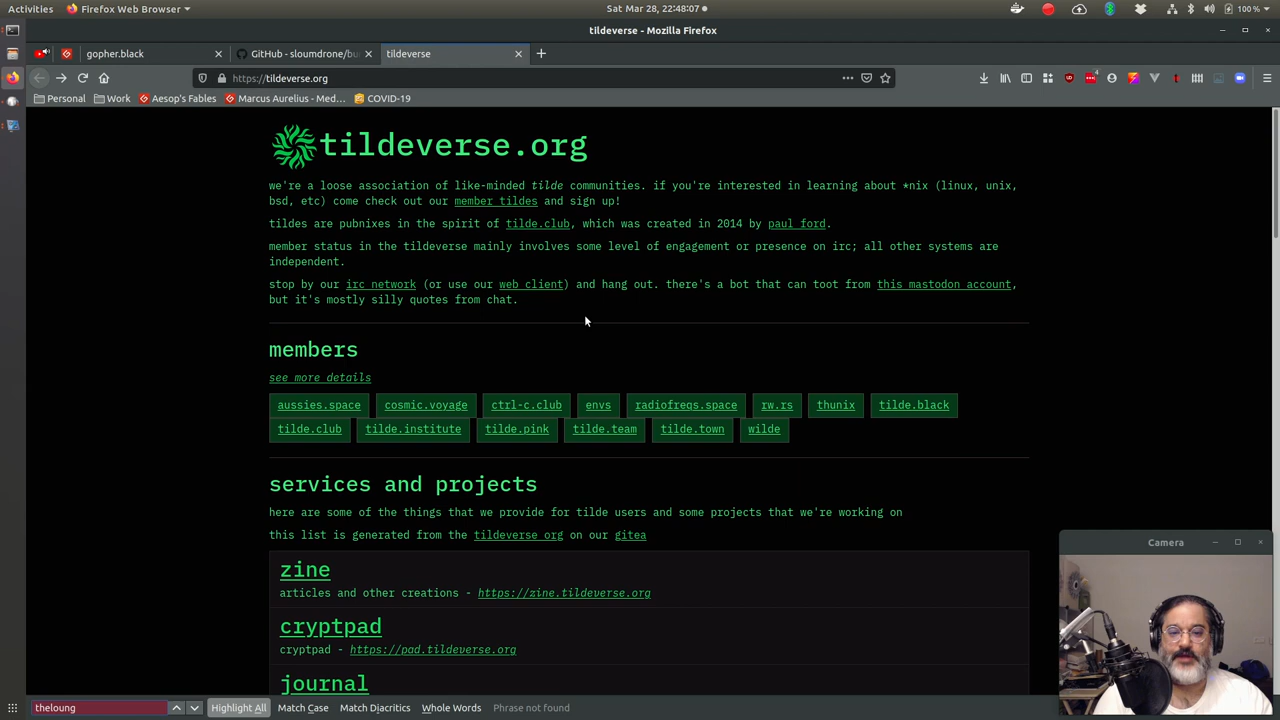 Activities Firefox Web Browser Sat Mar 28, 22:48:07 100 %
tildeverse - Mozilla Firefox
gopher.black GitHub - sloumdrone/bu tildeverse
https://tildeverse.org
Personal Work Aesop's Fables Marcus Aurelius - Med... COVID-19
tildeverse.org
we're a loose association of like-minded tilde communities. if you're interested in learning about *nix (linux, unix,
bsd, etc) come check out our member tildes and sign up!
tildes are pubnixes in the spirit of tilde.club, which was created in 2014 by paul ford.
member status in the tildeverse mainly involves some level of engagement or presence on irc; all other systems are
independent.
stop by our irc network (or use our web client) and hang out. there's a bot that can toot from this mastodon account,
but it's mostly silly quotes from chat.
members
see more details
aussies.space cosmic.voyage ctrl-c.club envs radiofreqs.space rw.rs thunix tilde.black
tilde.club tilde.institute tilde.pink tilde.team tilde.town wilde
services and projects
here are some of the things that we provide for tilde users and some projects that we're working on
this list is generated from the tildeverse org on our gitea
zine
articles and other creations - https://zine.tildeverse.org
cryptpad
cryptpad - https://pad.tildeverse.org
journal
Camera
theloung Highlight All Match Case Match Diacritics Whole Words Phrase not found